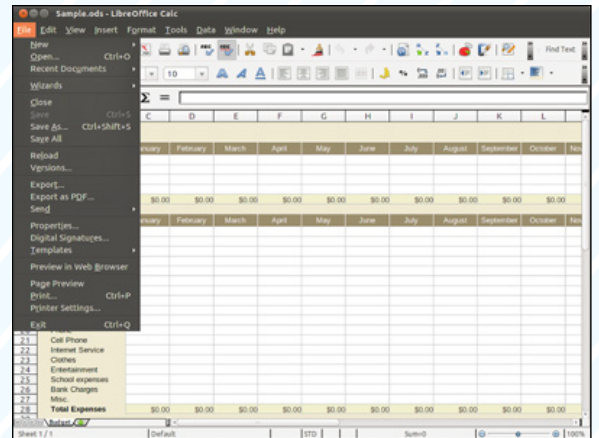 Sample.ods - LibreOffice Calc
File Edit View Insert Format Tools Data Window Help
New
Open... Ctrl+O
Recent Documents
Wizards
Close
Save Ctrl+S
Save As... Ctrl+Shift+S
Save All
Reload
Versions...
Export...
Export as PDF...
Send
Properties...
Digital Signatures...
Templates
Preview in Web Browser
Page Preview
Print... Ctrl+P
Printer Settings...
Exit Ctrl+Q
10 Find Text
Σ =
C D E F G H I J K L
nuary February March April May June July August September October Nov
$0.00 $0.00 $0.00 $0.00 $0.00 $0.00 $0.00 $0.00 $0.00 $0.00
nuary February March April May June July August September October Nov
21 Cell Phone
22 Internet Service
23 Clothes
24 Entertainment
25 School expenses
26 Bank Charges
27 Misc.
28 Total Expenses $0.00 $0.00 $0.00 $0.00 $0.00 $0.00 $0.00 $0.00 $0.00 $0.00
Budget
Sheet 1 / 1 Default STD Sum=0 100%